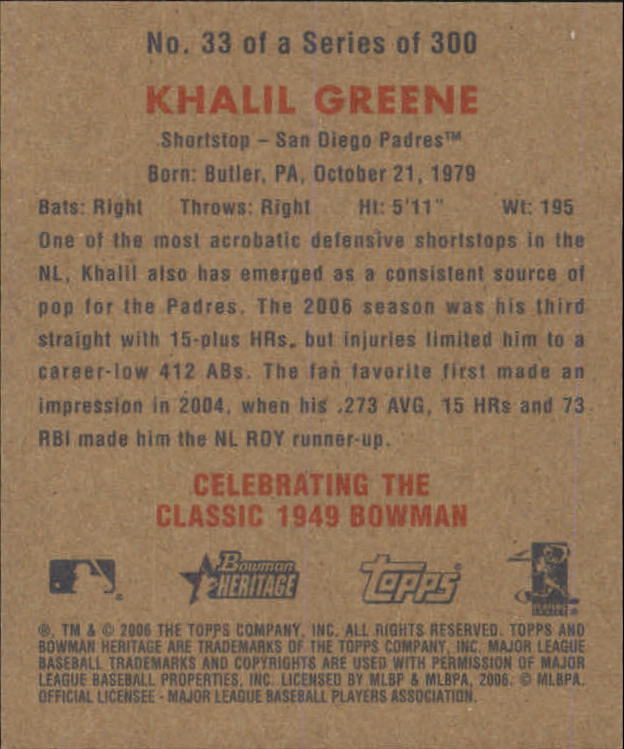 No. 33 of a Series of 300
KHALIL GREENE
Shortstop – San Diego Padres™
Born: Butler, PA, October 21, 1979
Bats: Right Throws: Right Ht: 5'11" Wt: 195
One of the most acrobatic defensive shortstops in the
NL, Khalil also has emerged as a consistent source of
pop for the Padres. The 2006 season was his third
straight with 15-plus HRs, but injuries limited him to a
career-low 412 ABs. The fan favorite first made an
impression in 2004, when his .273 AVG, 15 HRs and 73
RBI made him the NL ROY runner-up.
CELEBRATING THE
CLASSIC 1949 BOWMAN
Bowman
HERITAGE
Topps®
®, TM & © 2006 THE TOPPS COMPANY, INC. ALL RIGHTS RESERVED. TOPPS AND
BOWMAN HERITAGE ARE TRADEMARKS OF THE TOPPS COMPANY, INC. MAJOR LEAGUE
BASEBALL TRADEMARKS AND COPYRIGHTS ARE USED WITH PERMISSION OF MAJOR
LEAGUE BASEBALL PROPERTIES, INC. LICENSED BY MLBP & MLBPA, 2006. © MLBPA.
OFFICIAL LICENSEE - MAJOR LEAGUE BASEBALL PLAYERS ASSOCIATION.